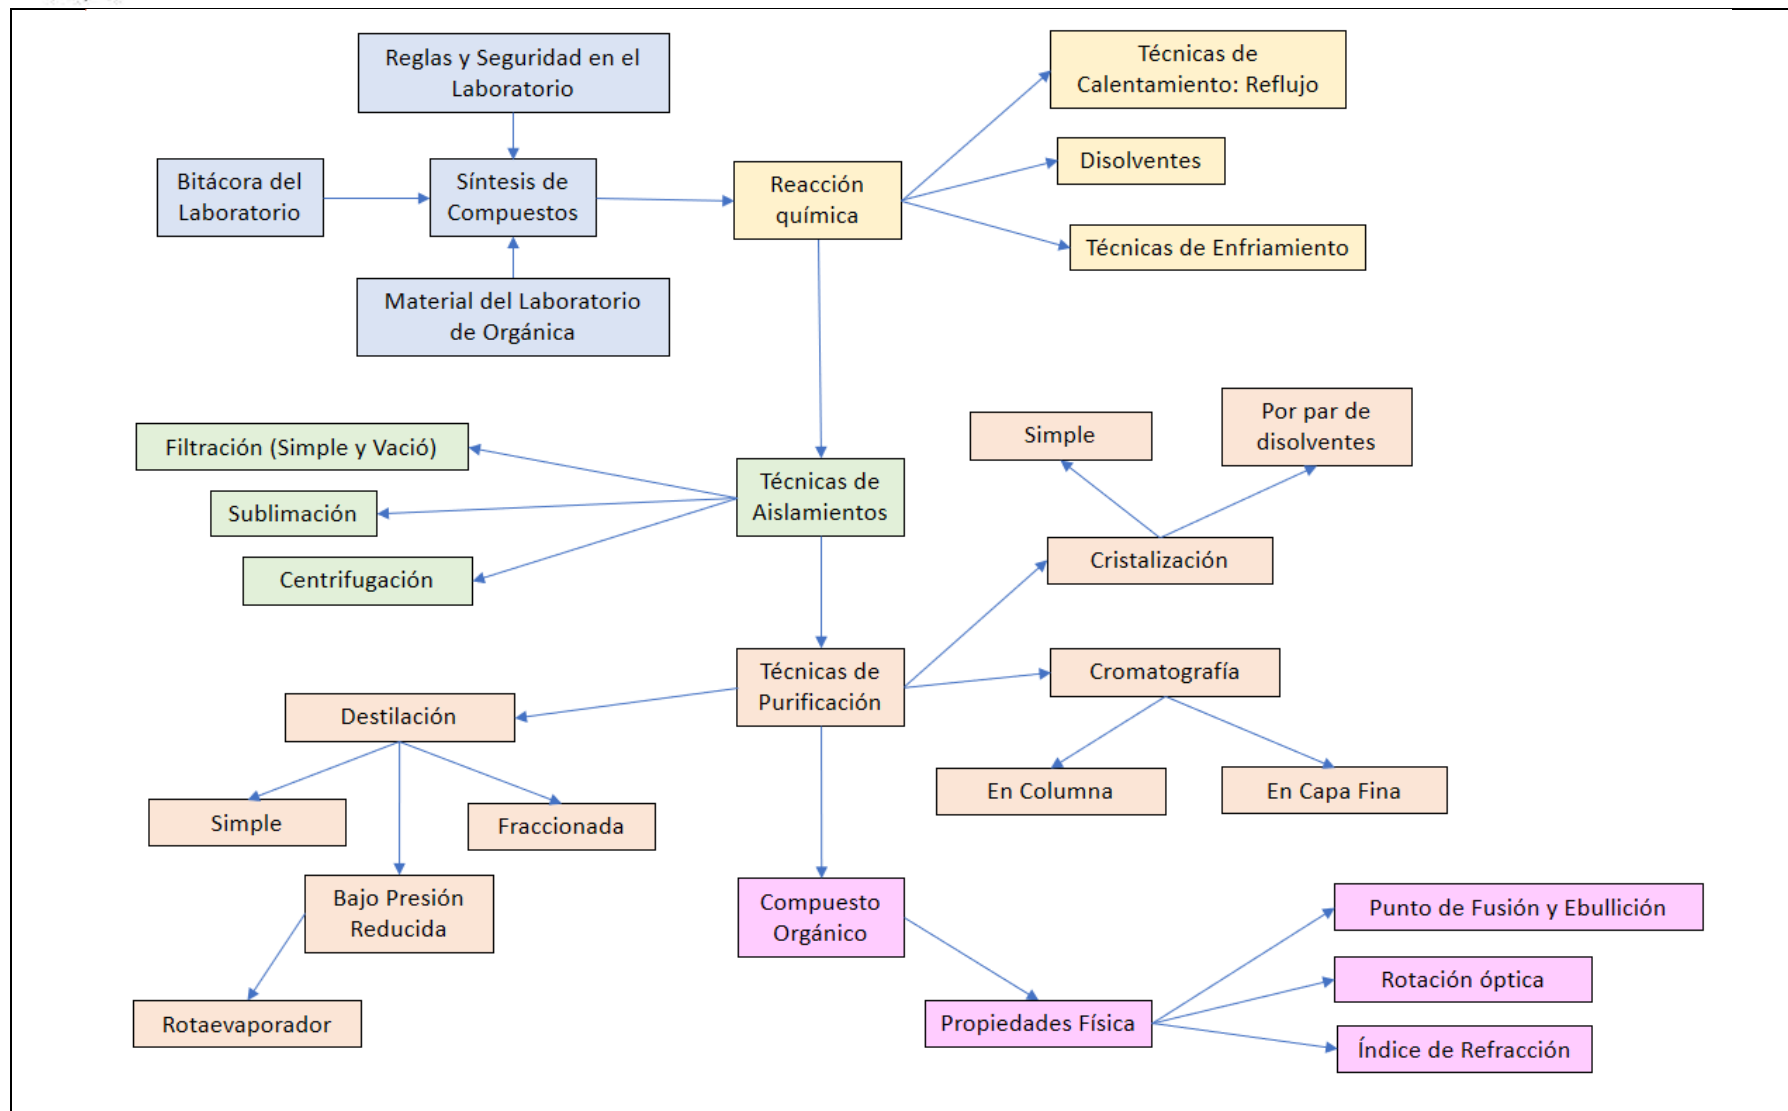 Reglas y Seguridad en el
Laboratorio
Bitácora del
Laboratorio
Síntesis de
Compuestos
Material del Laboratorio
de Orgánica
Reacción
química
Técnicas de
Calentamiento: Reflujo
Disolventes
Técnicas de Enfriamiento
Filtración (Simple y Vació)
Sublimación
Centrifugación
Técnicas de
Aislamientos
Simple
Por par de
disolventes
Cristalización
Técnicas de
Purificación
Cromatografía
En Columna
En Capa Fina
Destilación
Simple
Fraccionada
Bajo Presión
Reducida
Rotaevaporador
Compuesto
Orgánico
Propiedades Física
Punto de Fusión y Ebullición
Rotación óptica
Índice de Refracción